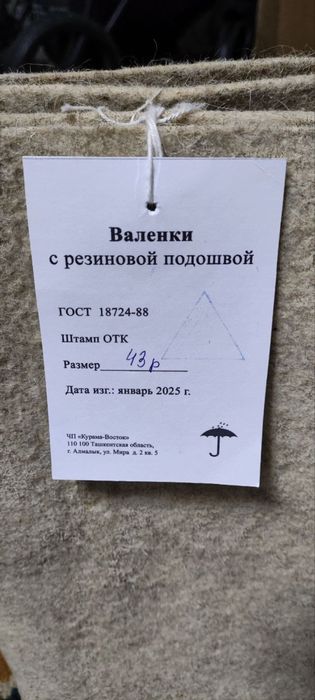 Валенки
с резиновой подошвой
ГОСТ 18724-88
Штамп ОТК
Размер 43р
Дата изг.: январь 2025 г.
ЧП «Курама-Восток»
110 100 Ташкентская область,
г. Алмалык, ул. Мира д. 2 кв. 5